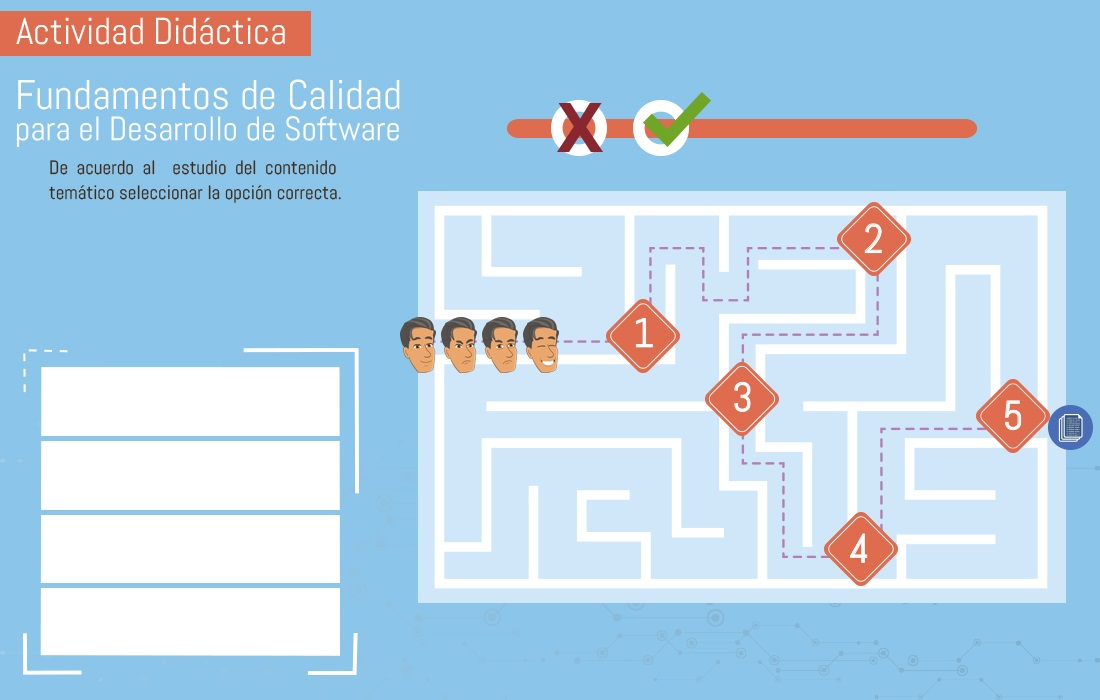 Actividad Didáctica
Fundamentos de Calidad
para el Desarrollo de Software
De acuerdo al estudio del contenido
temático seleccionar la opción correcta.
X
2
1
3
5
4